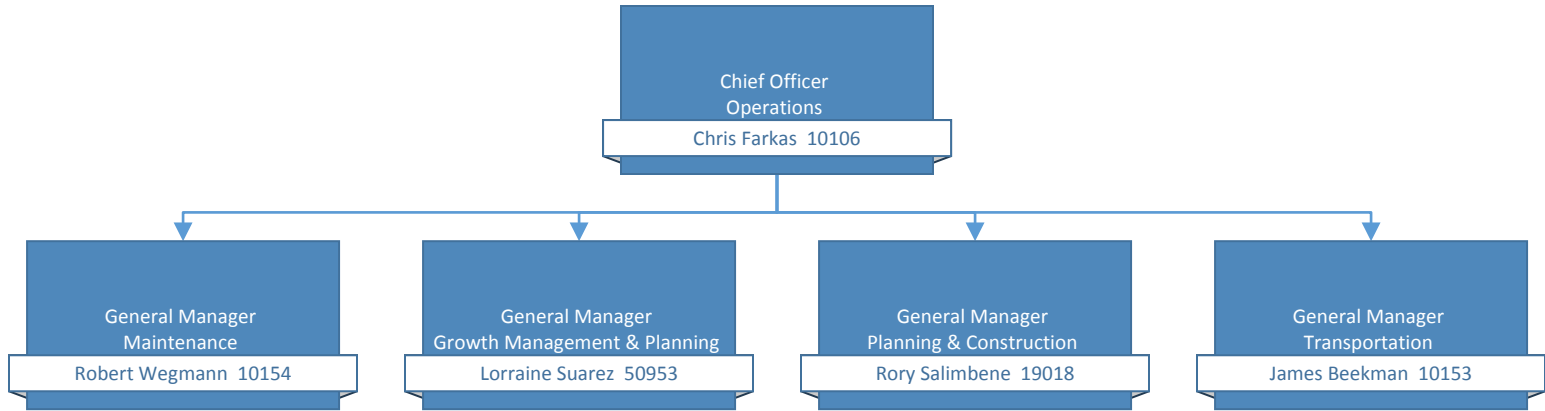 Chief Officer
Operations
Chris Farkas 10106
General Manager
Maintenance
Robert Wegmann 10154
General Manager
Growth Management & Planning
Lorraine Suarez 50953
General Manager
Planning & Construction
Rory Salimbene 19018
General Manager
Transportation
James Beekman 10153